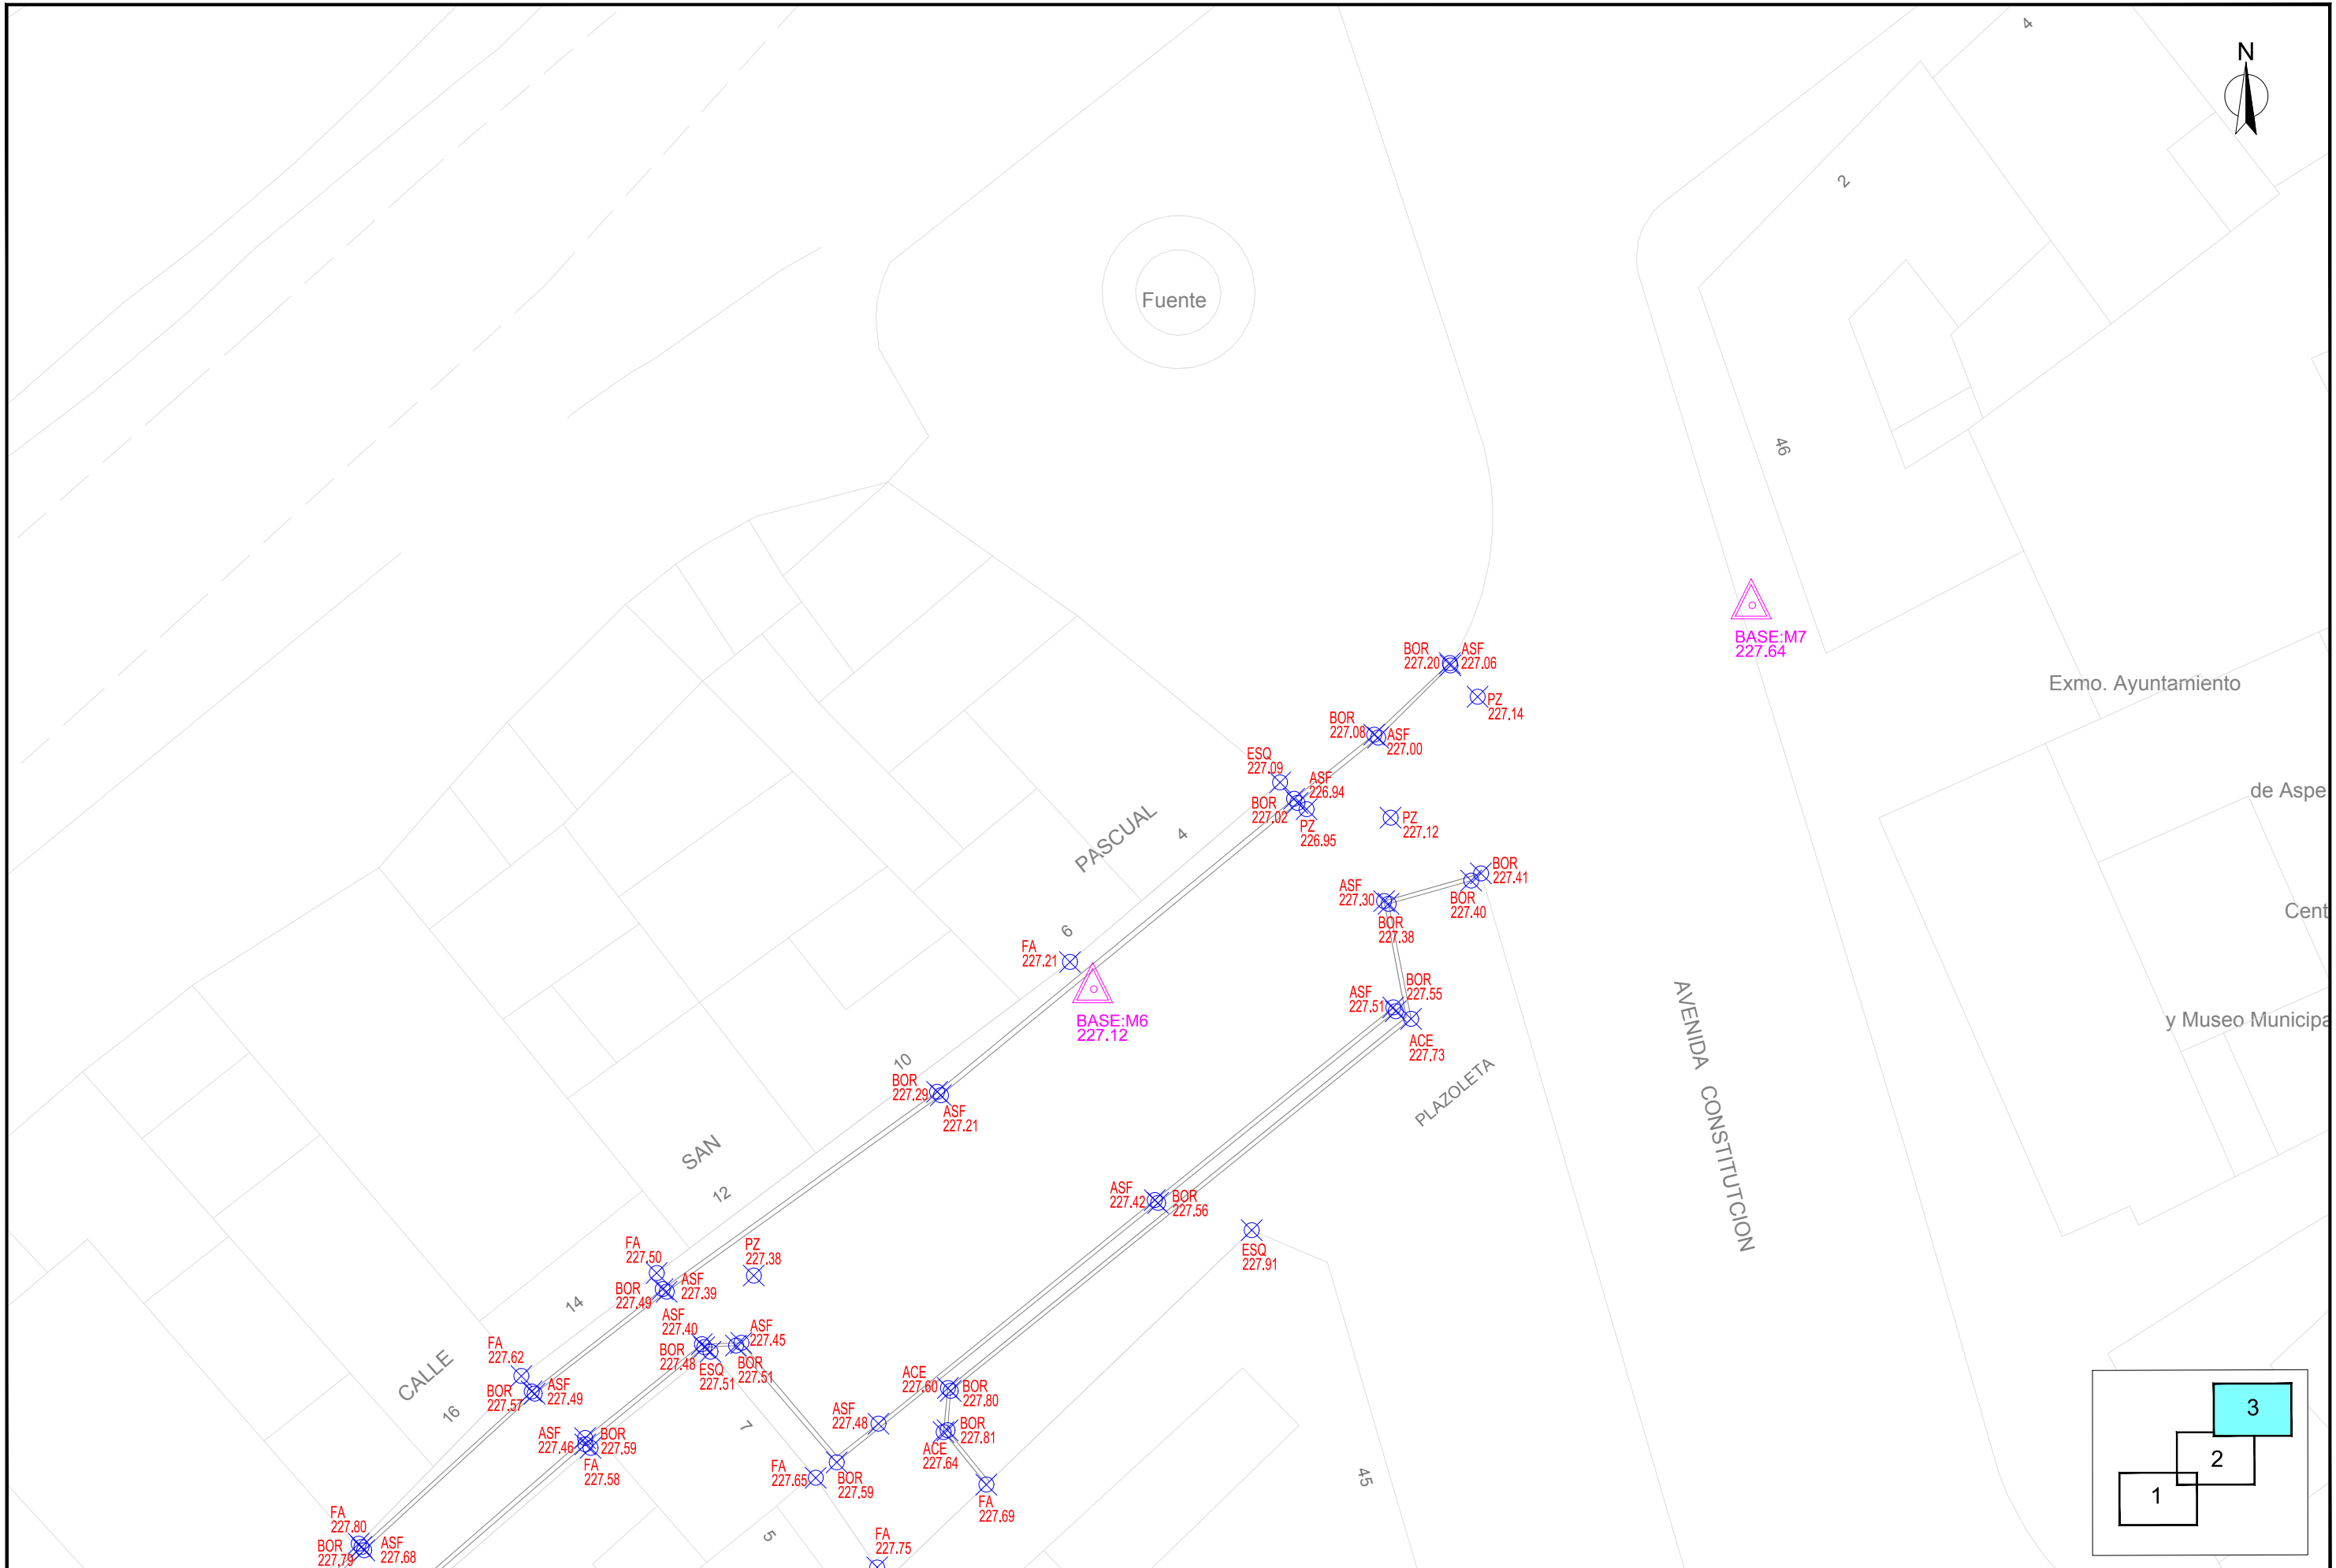 4
N
2
Fuente
46
BASE:M7
227.64
BOR
227.20
ASF
227.06
Exmo. Ayuntamiento
PZ
227.14
BOR
227.08
ASF
227.00
ESQ
227.09
ASF
226.94
de Aspe
BOR
227.02
PZ
226.95
PZ
227.12
PASCUAL
4
BOR
227.41
ASF
227.30
BOR
227.40
BOR
227.38
Cent
6
FA
227.21
BASE:M6
227.12
ASF
227.51
BOR
227.55
ACE
227.73
y Museo Municipa
AVENIDA CONSTITUTCION
PLAZOLETA
10
BOR
227.29
ASF
227.21
SAN
12
ASF
227.42
BOR
227.56
ESQ
227.91
FA
227.50
PZ
227.38
BOR
227.49
ASF
227.39
14
ASF
227.40
ASF
227.45
BOR
227.48
ESQ
227.51
BOR
227.51
FA
227.62
CALLE
BOR
227.57
ASF
227.49
16
ACE
227.60
BOR
227.80
ASF
227.48
BOR
227.81
ACE
227.64
7
ASF
227.46
BOR
227.59
FA
227.58
FA
227.65
BOR
227.59
45
FA
227.69
FA
227.80
BOR
227.79
ASF
227.68
5
FA
227.75
3
2
1